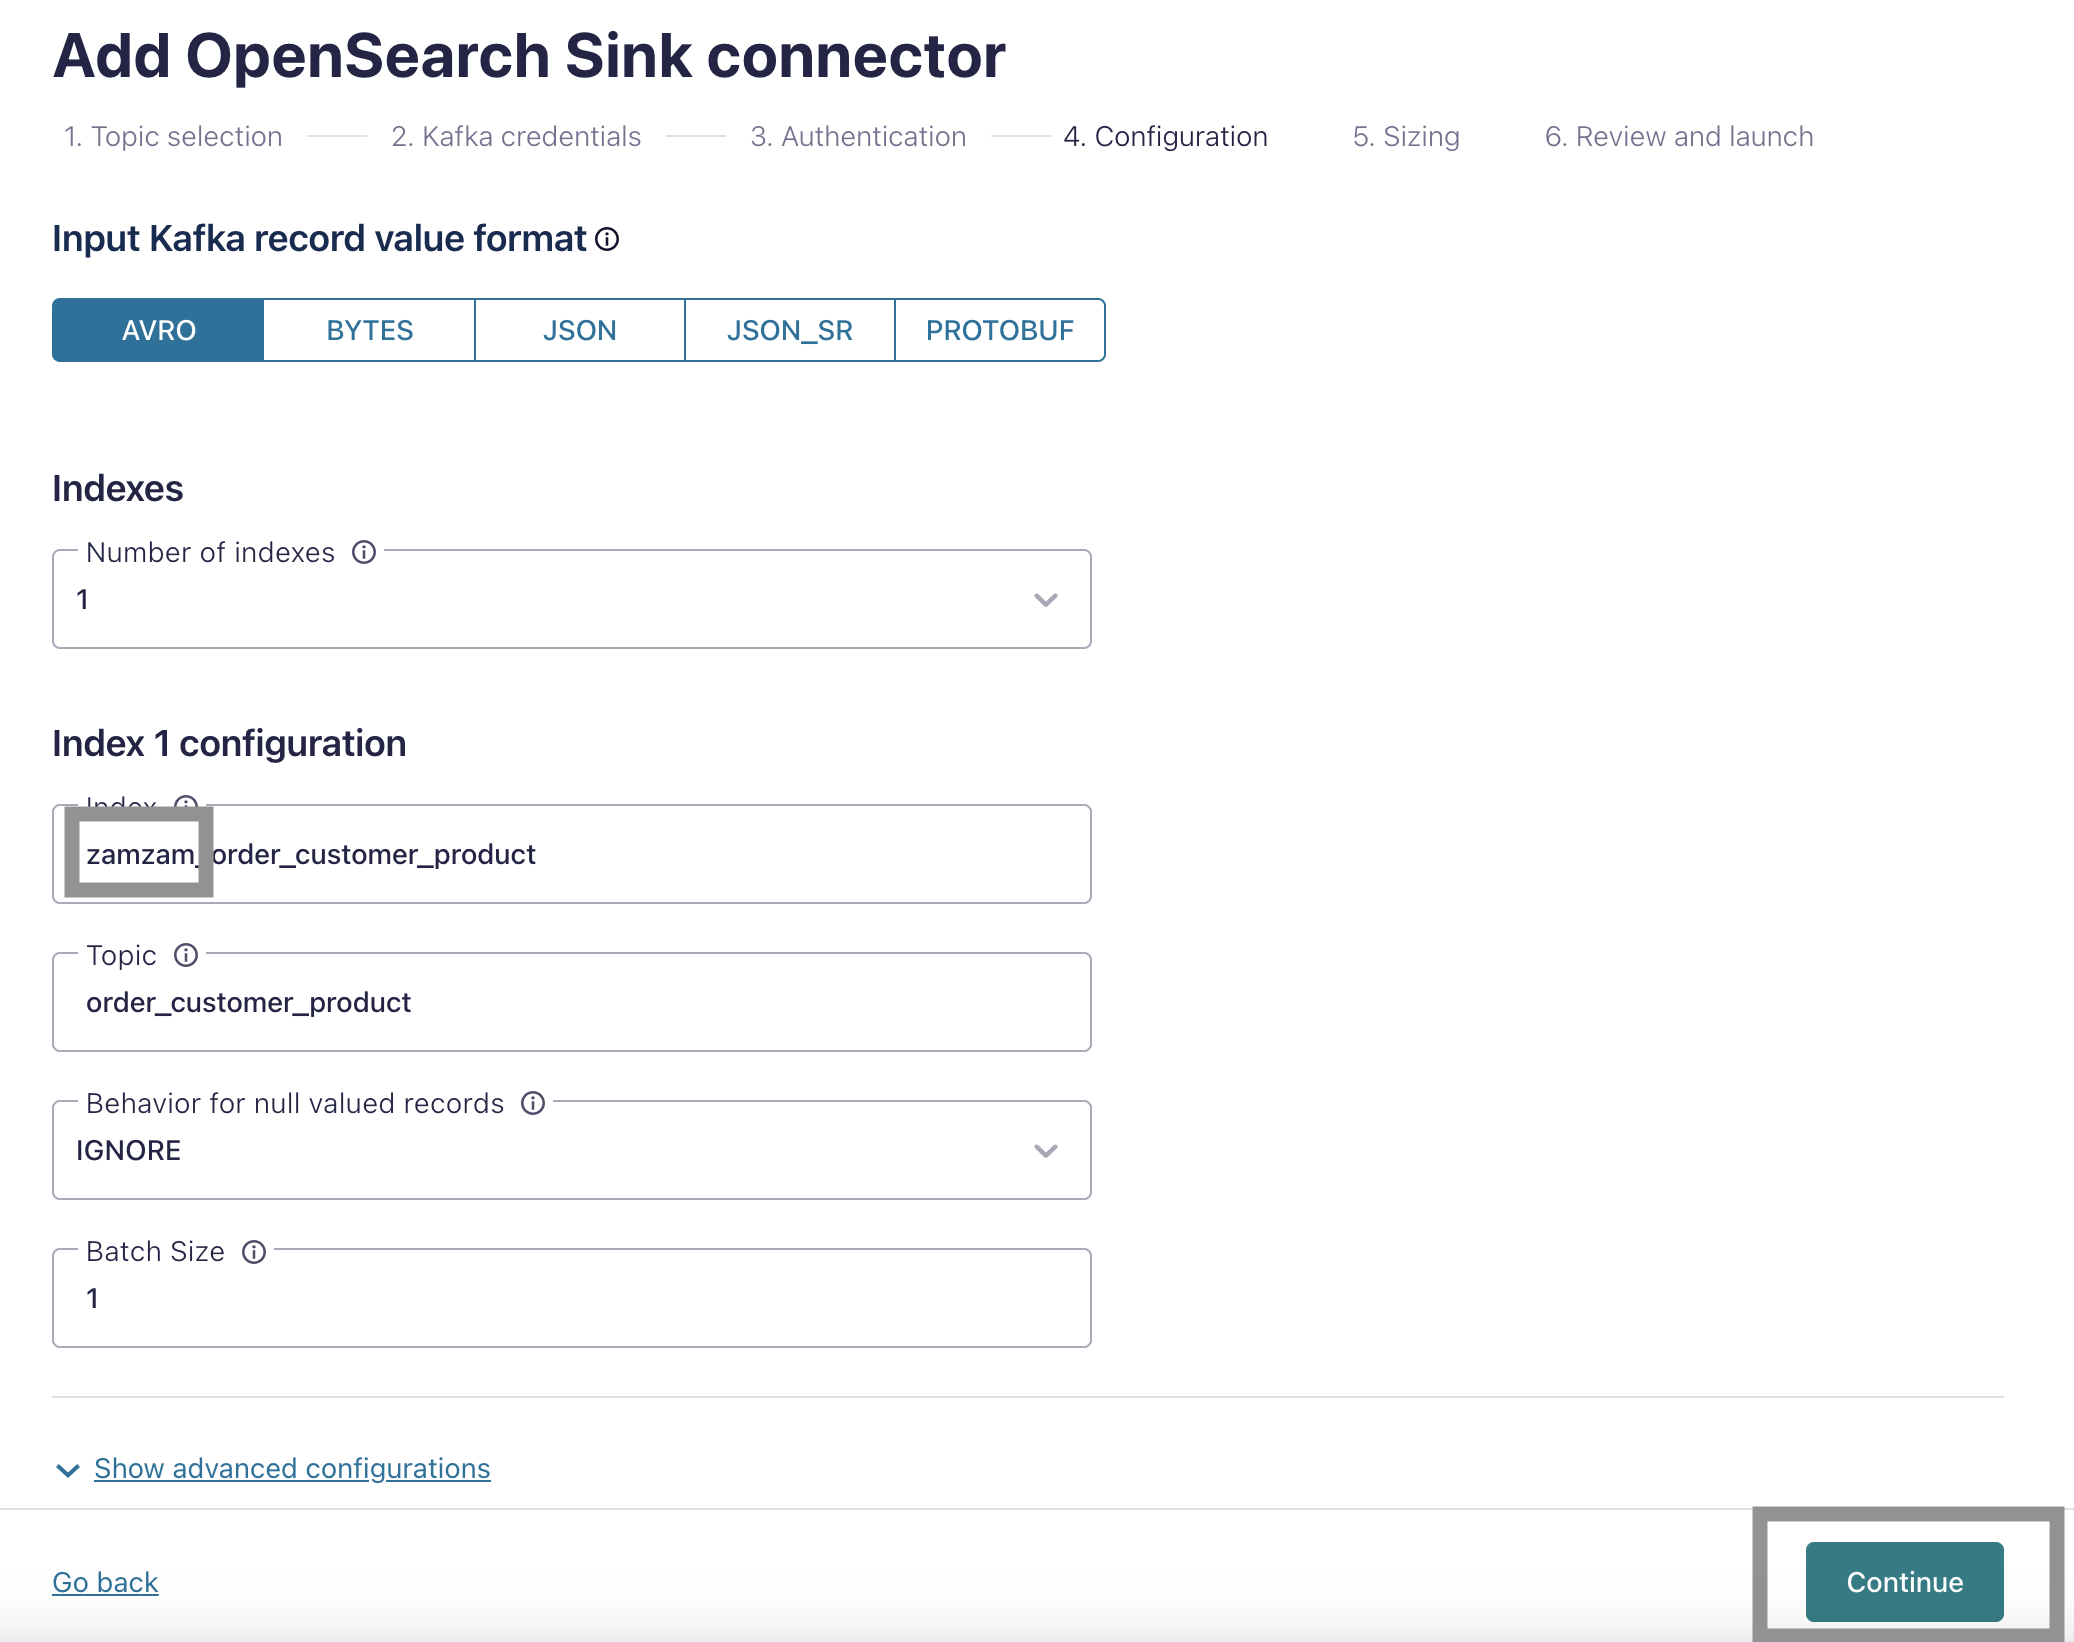 Add OpenSearch Sink connector
1. Topic selection 2. Kafka credentials 3. Authentication 4. Configuration 5. Sizing 6. Review and launch
Input Kafka record value format
AVRO BYTES JSON JSON_SR PROTOBUF
Indexes
Number of indexes
1
Index 1 configuration
Index
zamzam_order_customer_product
Topic
order_customer_product
Behavior for null valued records
IGNORE
Batch Size
1
Show advanced configurations
Go back
Continue